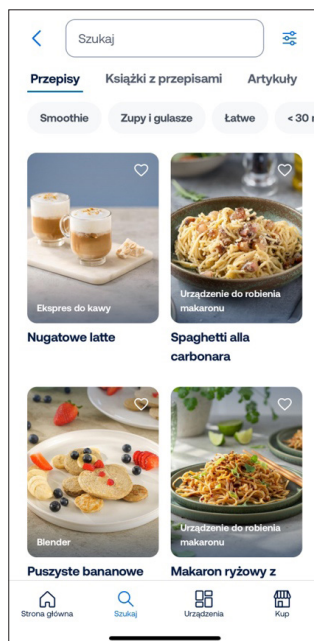 Szukaj
Przepisy
Książki z przepisami
Artykuły
Smoothie
Zupy i gulasze
Łatwe
< 30
Ekspres do kawy
Nugatowe latte
Urządzenie do robienia
makaronu
Spaghetti alla
carbonara
Blender
Puszyste bananowe
Urządzenie do robienia
makaronu
Makaron ryżowy z
Strona główna
Szukaj
Urządzenia
Kup